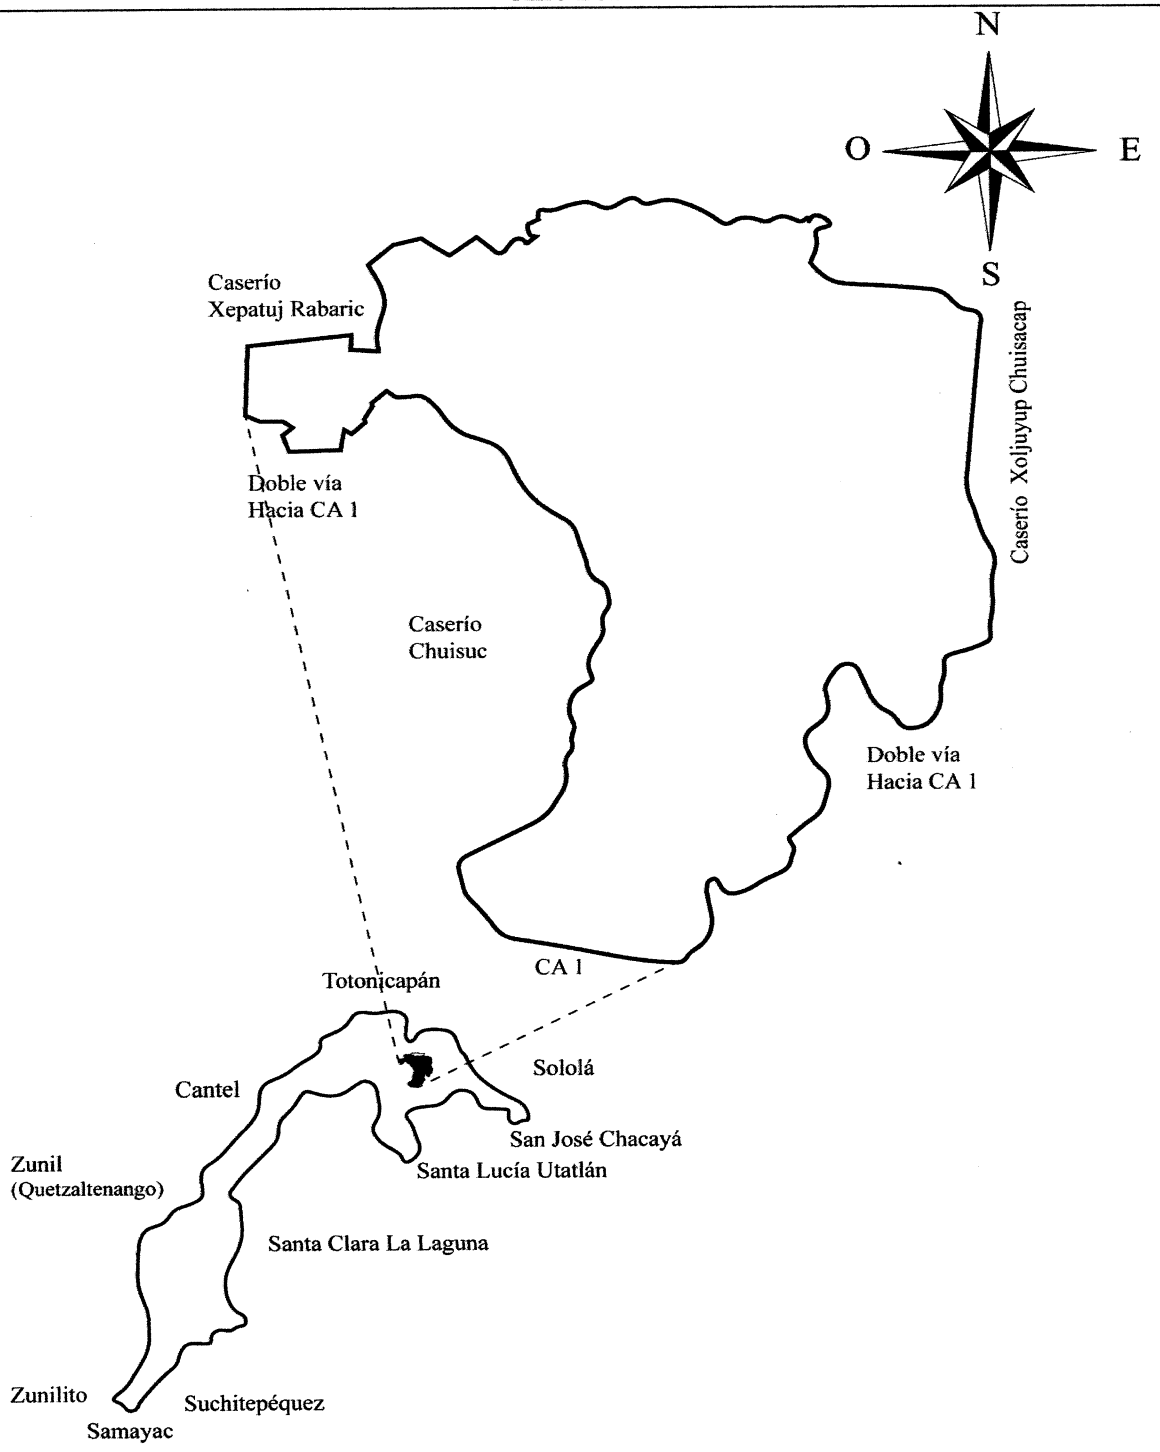 N
O
E
S
Caserío
Xepatuj Rabaric
Caserío Xoljuyup Chuisacap
Doble vía
Hacia CA 1
Caserío
Chuisuc
Doble vía
Hacia CA 1
CA 1
Totonicapán
Sololá
Cantel
San José Chacayá
Santa Lucía Utatlán
Zunil
(Quetzaltenango)
Santa Clara La Laguna
Zunilito
Suchitepéquez
Samayac